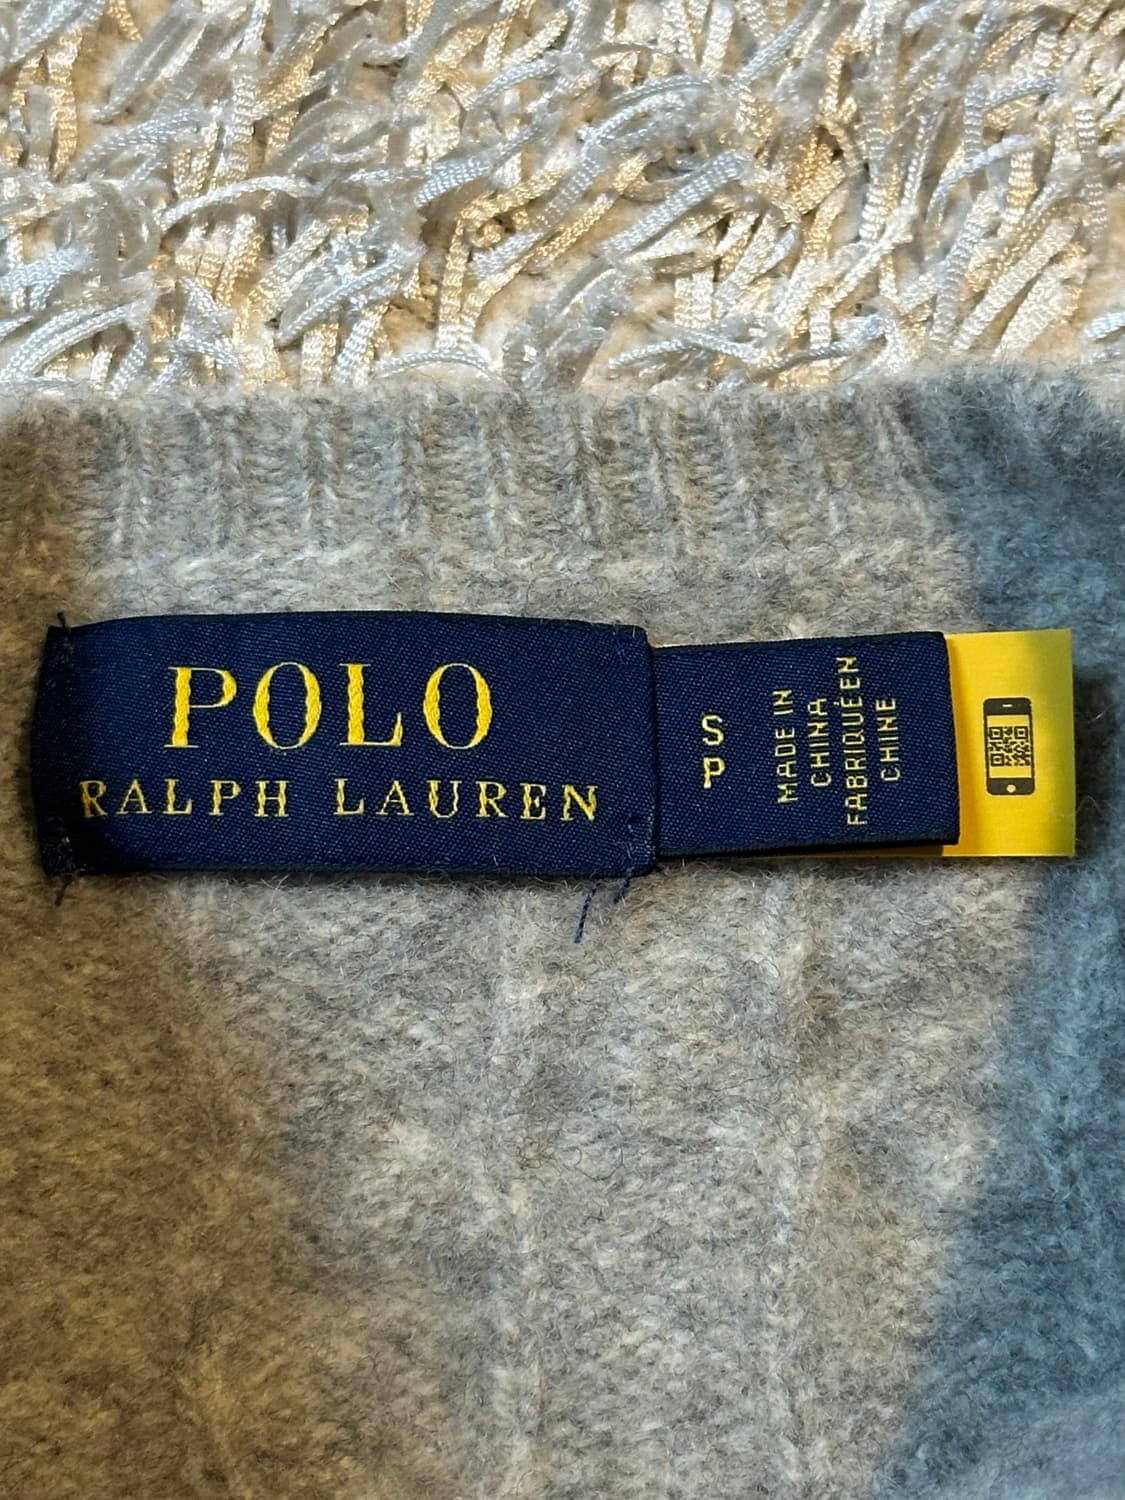 POLO
RALPH LAUREN
S
P
MADE IN
CHINA
FABRIQUÉ EN
CHINE